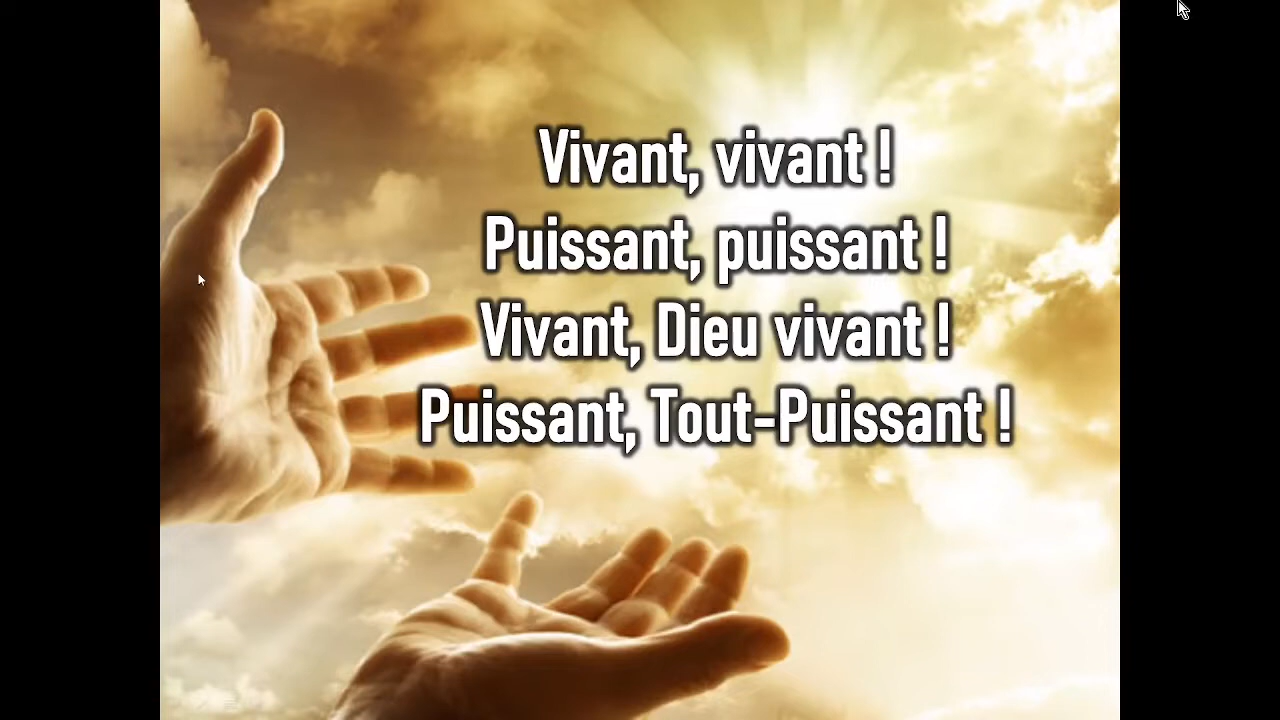 Vivant, vivant !
Puissant, puissant !
Vivant, Dieu vivant !
Puissant, Tout-Puissant !